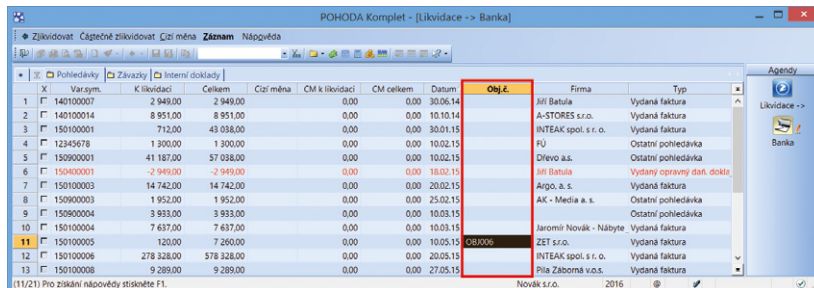 POHODA Komplet - [Likvidace -> Banka]
Zlikvidovat Částečně zlikvidovat Cizí měna Záznam Nápověda
Pohledávky Závazky Interní doklady
X Var.sym. K likvidaci Celkem Cizí měna CM k likvidaci CM celkem Datum Obj.č. Firma Typ
1 140100007 2 949,00 2 949,00 0,00 0,00 30.06.14 Jiří Batula Vydaná faktura
2 140100014 8 951,00 8 951,00 0,00 0,00 10.10.14 A-STORES s.r.o. Vydaná faktura
3 150100001 712,00 43 038,00 0,00 0,00 30.01.15 INTEAK spol. s r. o. Vydaná faktura
4 12345678 1 300,00 1 300,00 0,00 0,00 10.02.15 FÚ Ostatní pohledávka
5 150900001 41 187,00 57 038,00 0,00 0,00 10.02.15 Dřevo a.s. Ostatní pohledávka
6 150400001 -2 949,00 -2 949,00 0,00 0,00 18.02.15 Jiří Batula Vydaný opravný daň. dokla
7 150100003 14 742,00 14 742,00 0,00 0,00 20.02.15 Argo, a. s. Vydaná faktura
8 150900003 1 952,00 1 952,00 0,00 0,00 25.02.15 AK - Media a. s. Ostatní pohledávka
9 150900004 3 933,00 3 933,00 0,00 0,00 10.03.15 Ostatní pohledávka
10 150100004 7 637,00 7 637,00 0,00 0,00 10.03.15 Jaromír Novák - Nábyte Vydaná faktura
11 150100005 120,00 7 260,00 0,00 0,00 10.05.15 OBJ006 ZET s.r.o. Vydaná faktura
12 150100006 278 328,00 578 328,00 0,00 0,00 20.05.15 INTEAK spol. s r. o. Vydaná faktura
13 150100008 9 289,00 9 289,00 0,00 0,00 27.05.15 Pila Záborná v.o.s. Vydaná faktura
(11/21) Pro získání nápovědy stiskněte F1. Novák s.r.o. 2016 @
Agendy
Likvidace ->
Banka